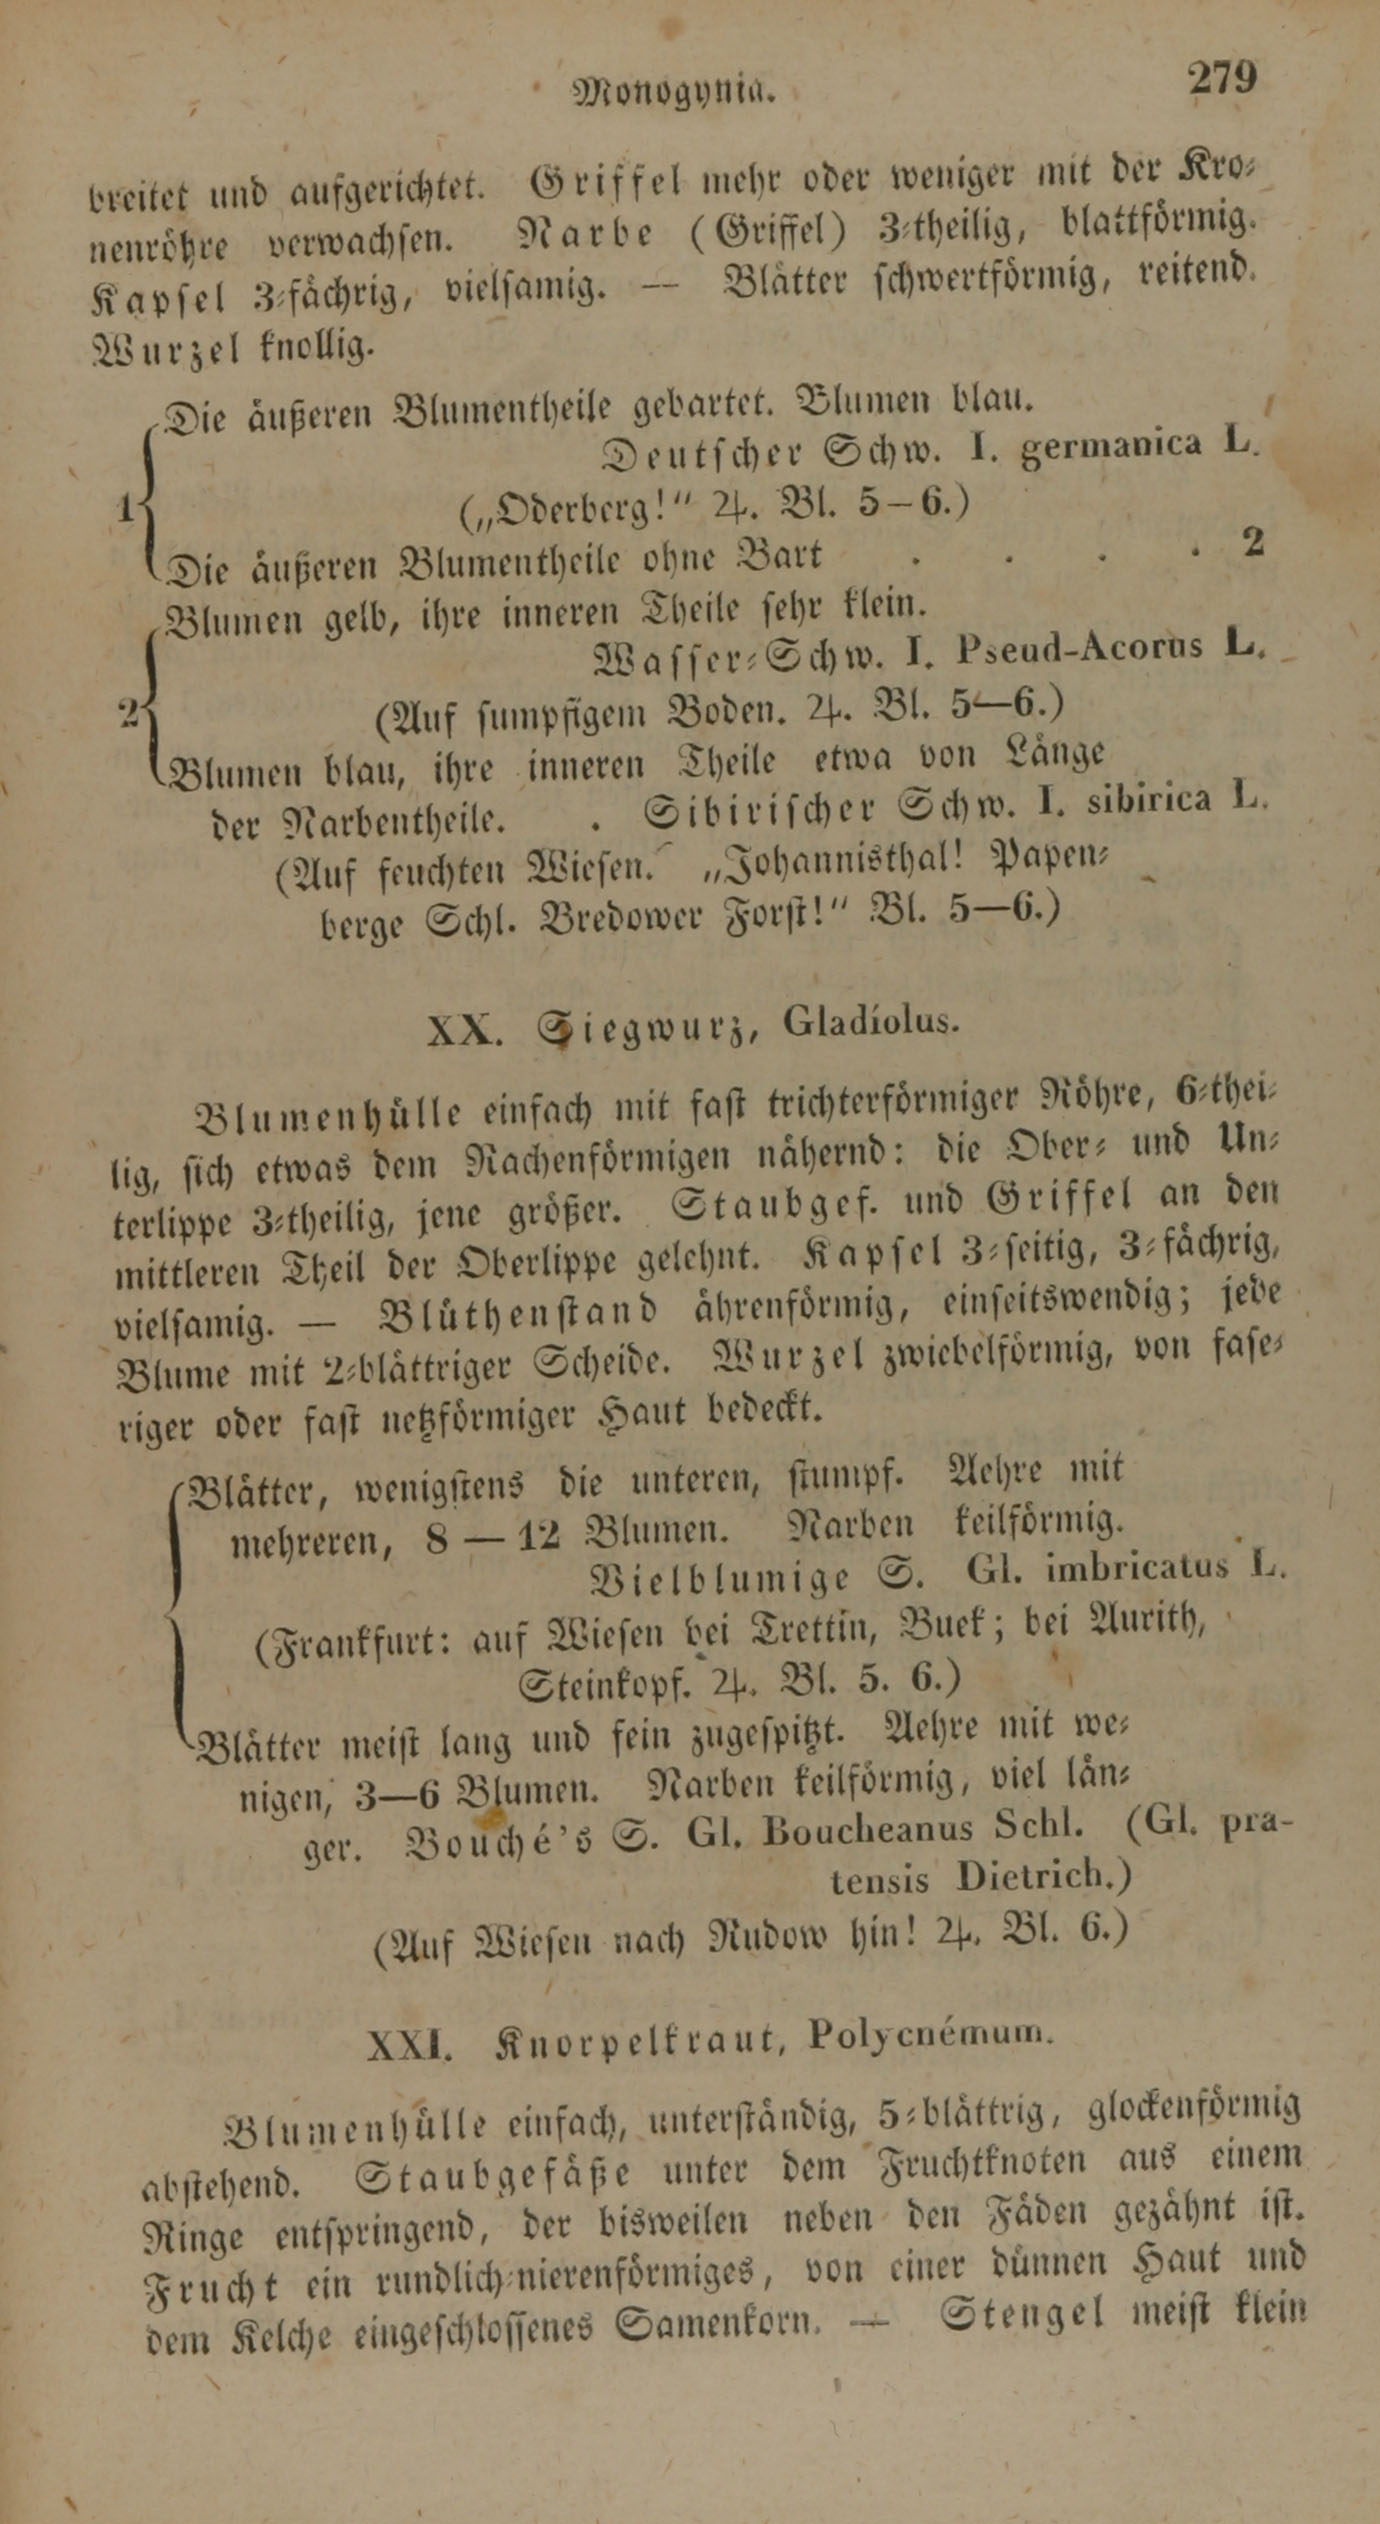 Monogynia. 279
breitet und aufgerichtet. Griffel mehr oder weniger mit der Kro-
nenröhre verwachsen. Narbe (Griffel) 3-theilig, blattförmig.
Kapsel 3-fächrig, vielsamig. — Blätter schwertförmig, reitend.
Wurzel knollig.
Die äußeren Blumentheile gebartet. Blumen blau.
Deutscher Schw. I. germanica L.
1
(„Oderberg!“ ♃. Bl. 5–6.)
Die äußeren Blumentheile ohne Bart . . . . 2
Blumen gelb, ihre inneren Theile sehr klein.
Wasser-Schw. I. Pseud-Acorus L.
2
(Auf sumpfigem Boden. ♃. Bl. 5—6.)
Blumen blau, ihre inneren Theile etwa von Länge
der Narbentheile. . Sibirischer Schw. I. sibirica L.
(Auf feuchten Wiesen. „Johannisthal! Papen-
berge Schl. Bredower Forst!“ Bl. 5—6.)
XX. Siegwurz, Gladíolus.
Blumenhülle einfach mit fast trichterförmiger Röhre, 6-thei-
lig, sich etwas dem Rachenförmigen nähernd: die Ober- und Un-
terlippe 3-theilig, jene größer. Staubgef. und Griffel an den
mittleren Theil der Oberlippe gelehnt. Kapsel 3-seitig, 3-fächrig,
vielsamig. — Blüthenstand ährenförmig, einseitswendig; jede
Blume mit 2-blättriger Scheide. Wurzel zwiebelförmig, von fase-
riger oder fast netzförmiger Haut bedeckt.
Blätter, wenigstens die unteren, stumpf. Aehre mit
mehreren, 8 — 12 Blumen. Narben keilförmig.
Vielblumige S. Gl. imbricatus L.
(Frankfurt: auf Wiesen bei Trettin, Buek; bei Aurith,
Steinkopf. ♃. Bl. 5. 6.)
Blätter meist lang und fein zugespitzt. Aehre mit we-
nigen, 3—6 Blumen. Narben keilförmig, viel län-
ger. Bouché's S. Gl. Boucheanus Schl. (Gl. pra-
tensis Dietrich.)
(Auf Wiesen nach Rudow hin! ♃. Bl. 6.)
XXI. Knorpelkraut, Polycnémum.
Blumenhülle einfach, unterständig, 5-blättrig, glockenförmig
abstehend. Staubgefäße unter dem Fruchtknoten aus einem
Ringe entspringend, der bisweilen neben den Fäden gezähnt ist.
Frucht ein rundlich-nierenförmiges, von einer dünnen Haut und
dem Kelche eingeschlossenes Samenkorn. — Stengel meist klein